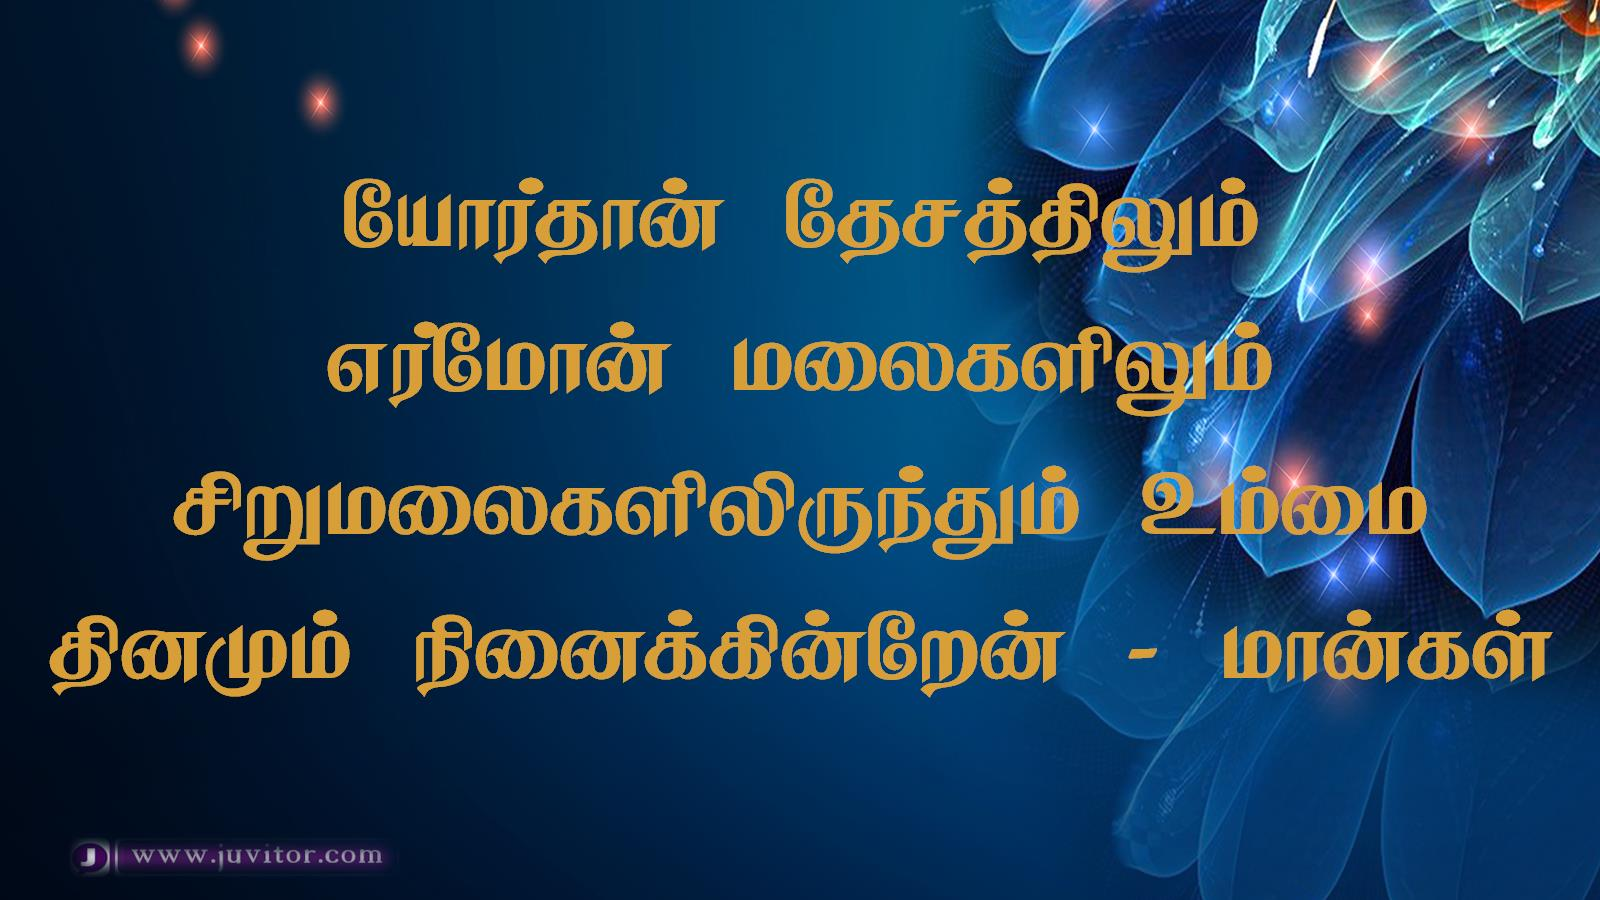 யோர்தான் தேசத்திலும்
எர்மோன் மலைகளிலும்
சிறுமலைகளிலிருந்தும் உம்மை
தினமும் நினைக்கின்றேன் - மான்கள்
J www.juvitor.com